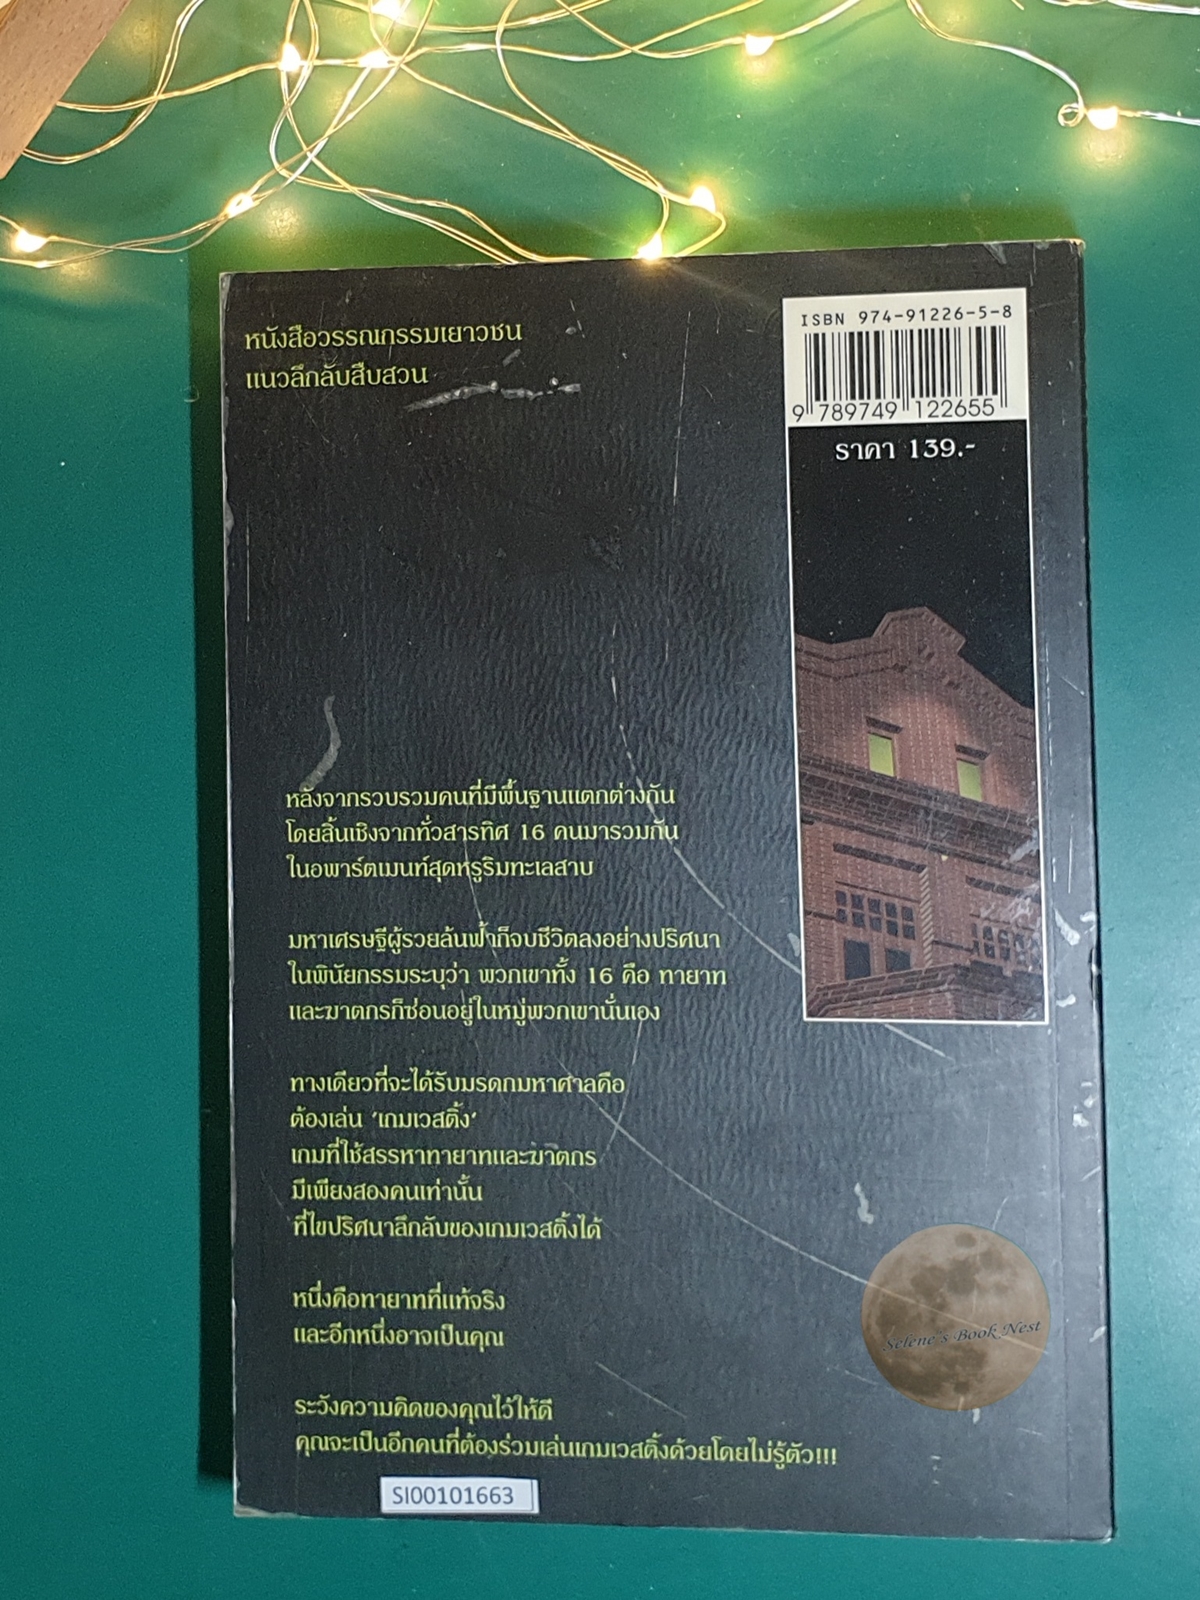 หนังสือวรรณกรรมเยาวชน
แนวลึกลับสืบสวน
ISBN 974-91226-5-8
9 789749 122655
ราคา 139.-
หลังจากรวบรวมคนที่มีพื้นฐานแตกต่างกัน
โดยสิ้นเชิงจากทั่วสารทิศ 16 คนมารวมกัน
ในอพาร์ตเมนท์สุดหรูริมทะเลสาบ
มหาเศรษฐีผู้รวยล้นฟ้าก็จบชีวิตลงอย่างปริศนา
ในพินัยกรรมระบุว่า พวกเขาทั้ง 16 คือ ทายาท
และฆาตกรก็ซ่อนอยู่ในหมู่พวกเขานั่นเอง
ทางเดียวที่จะได้รับมรดกมหาศาลคือ
ต้องเล่น ‘เกมเวสติ้ง‘
เกมที่ใช้สรรหาทายาทและฆาตกร
มีเพียงสองคนเท่านั้น
ที่ไขปริศนาลึกลับของเกมเวสติ้งได้
หนึ่งคือทายาทที่แท้จริง
และอีกหนึ่งอาจเป็นคุณ
ระวังความคิดของคุณไว้ให้ดี
คุณจะเป็นอีกคนที่ต้องร่วมเล่นเกมเวสติ้งด้วยโดยไม่รู้ตัว!!!
Selene's Book Nest
SI00101663